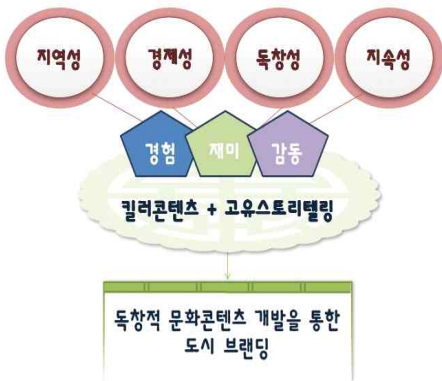 지역성
경제성
독창성
지속성
경험
재미
감동
킬러콘텐츠 + 고유스토리텔링
독창적 문화콘텐츠 개발을 통한
도시 브랜딩